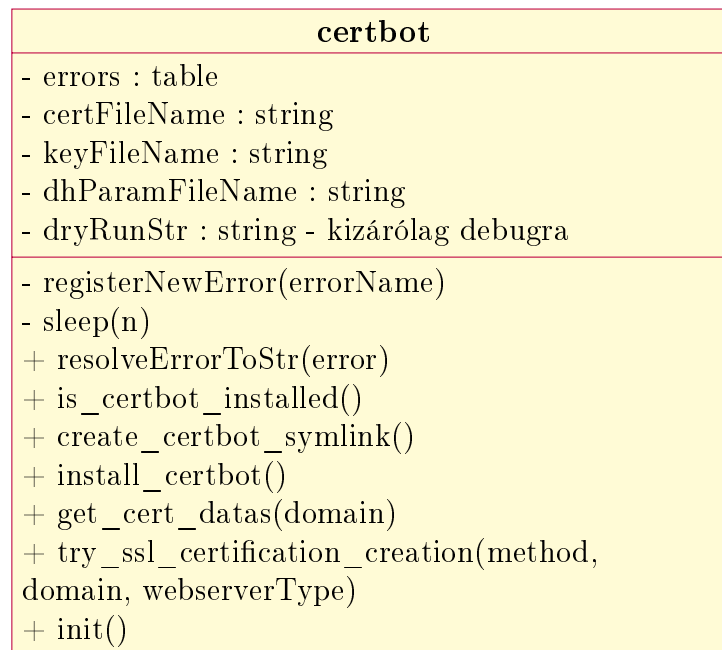 certbot
- errors : table
- certFileName : string
- keyFileName : string
- dhParamFileName : string
- dryRunStr : string - kizárólag debugra
- registerNewError(errorName)
- sleep(n)
+ resolveErrorToStr(error)
+ is_certbot_installed()
+ create_certbot_symlink()
+ install_certbot()
+ get_cert_datas(domain)
+ try_ssl_certification_creation(method,
domain, webserverType)
+ init()